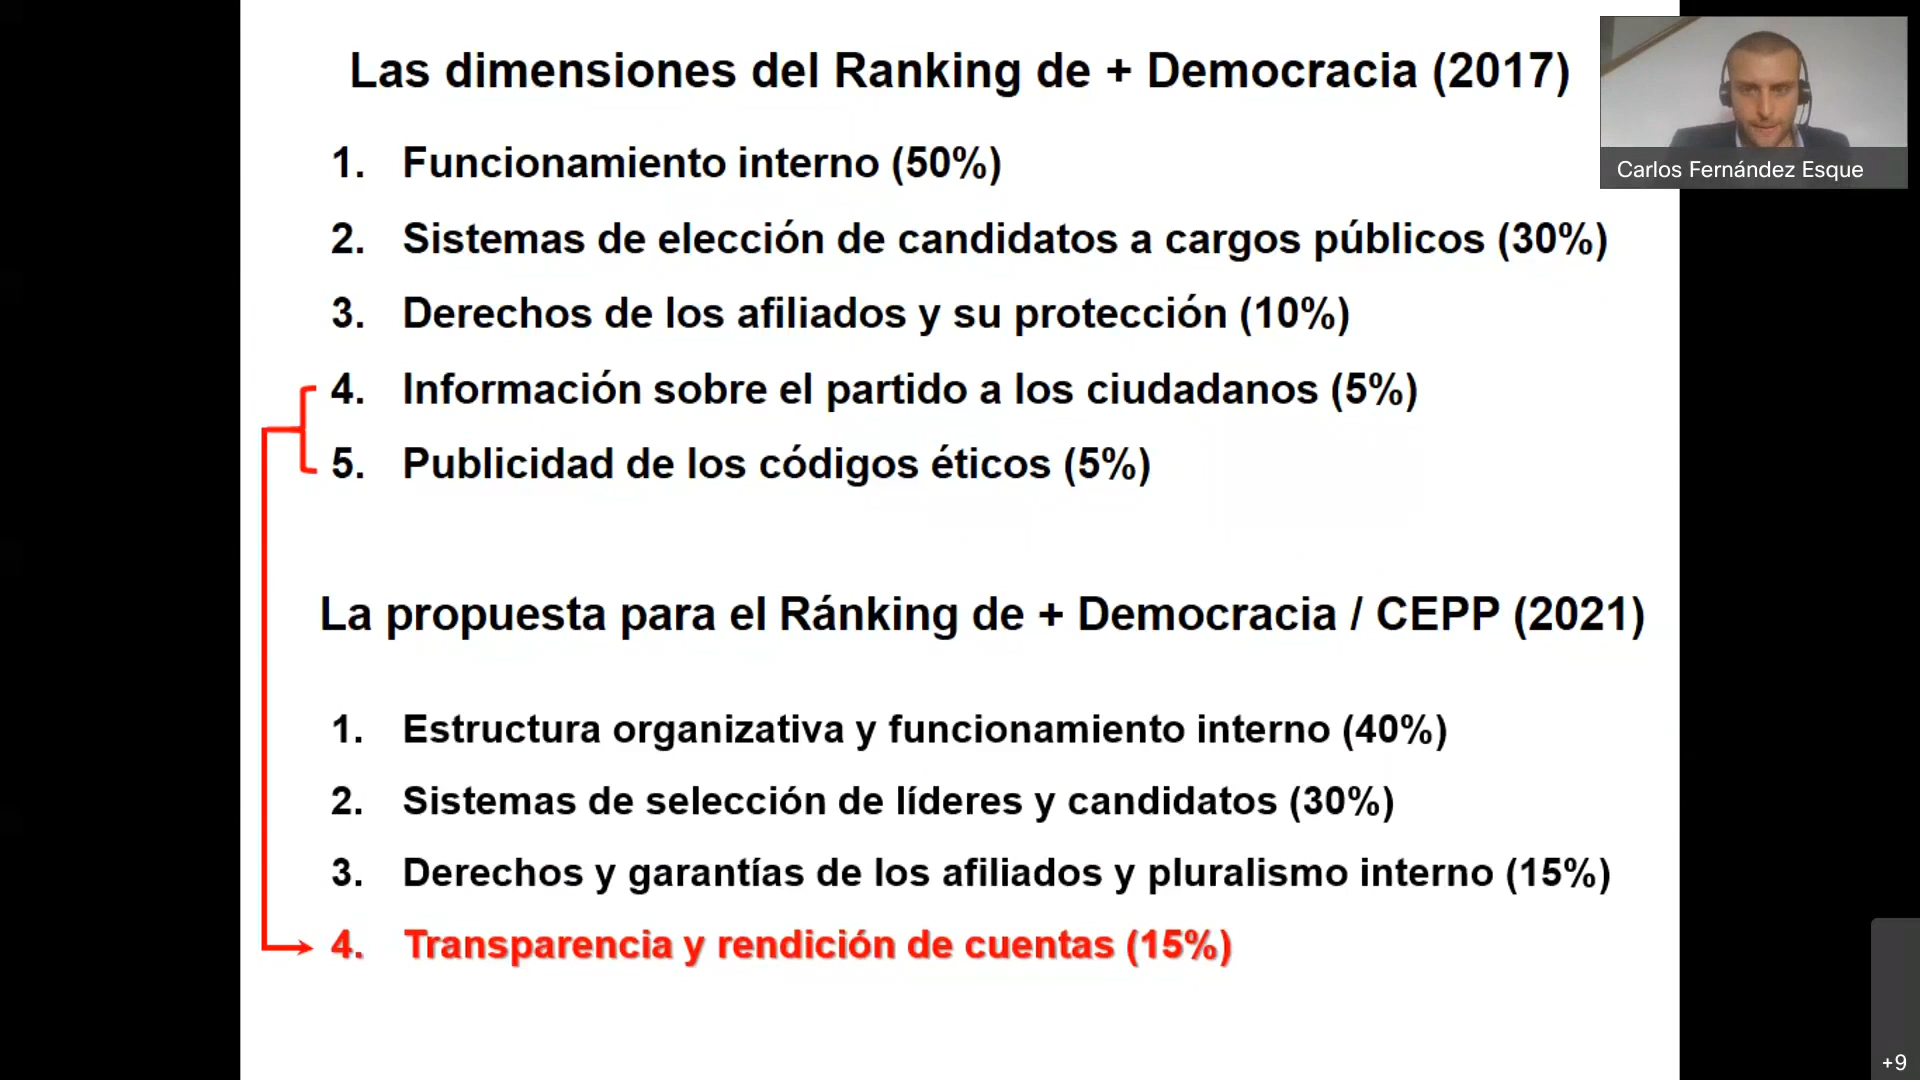 Las dimensiones del Ranking de + Democracia (2017)
1. Funcionamiento interno (50%)
2. Sistemas de elección de candidatos a cargos públicos (30%)
3. Derechos de los afiliados y su protección (10%)
4. Información sobre el partido a los ciudadanos (5%)
5. Publicidad de los códigos éticos (5%)
La propuesta para el Ránking de + Democracia / CEPP (2021)
1. Estructura organizativa y funcionamiento interno (40%)
2. Sistemas de selección de líderes y candidatos (30%)
3. Derechos y garantías de los afiliados y pluralismo interno (15%)
4. Transparencia y rendición de cuentas (15%)
Carlos Fernández Esque
+9